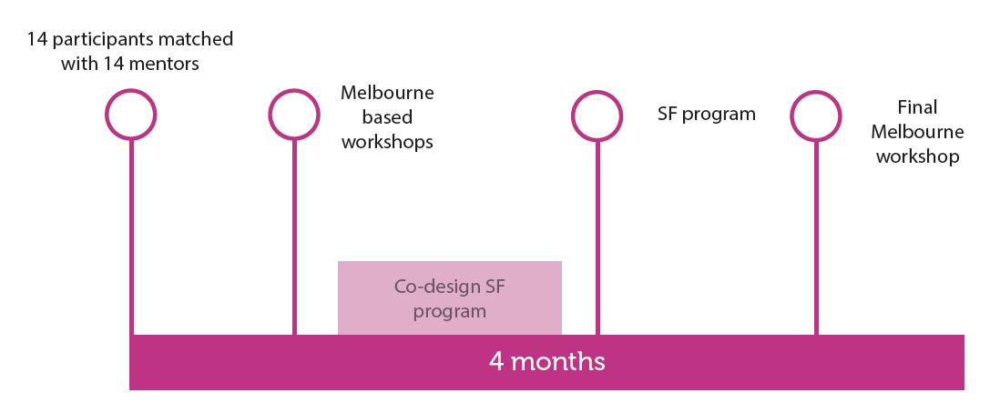 14 participants matched
with 14 mentors
Melbourne
based
workshops
SF program
Final
Melbourne
workshop
Co-design SF
program
4 months